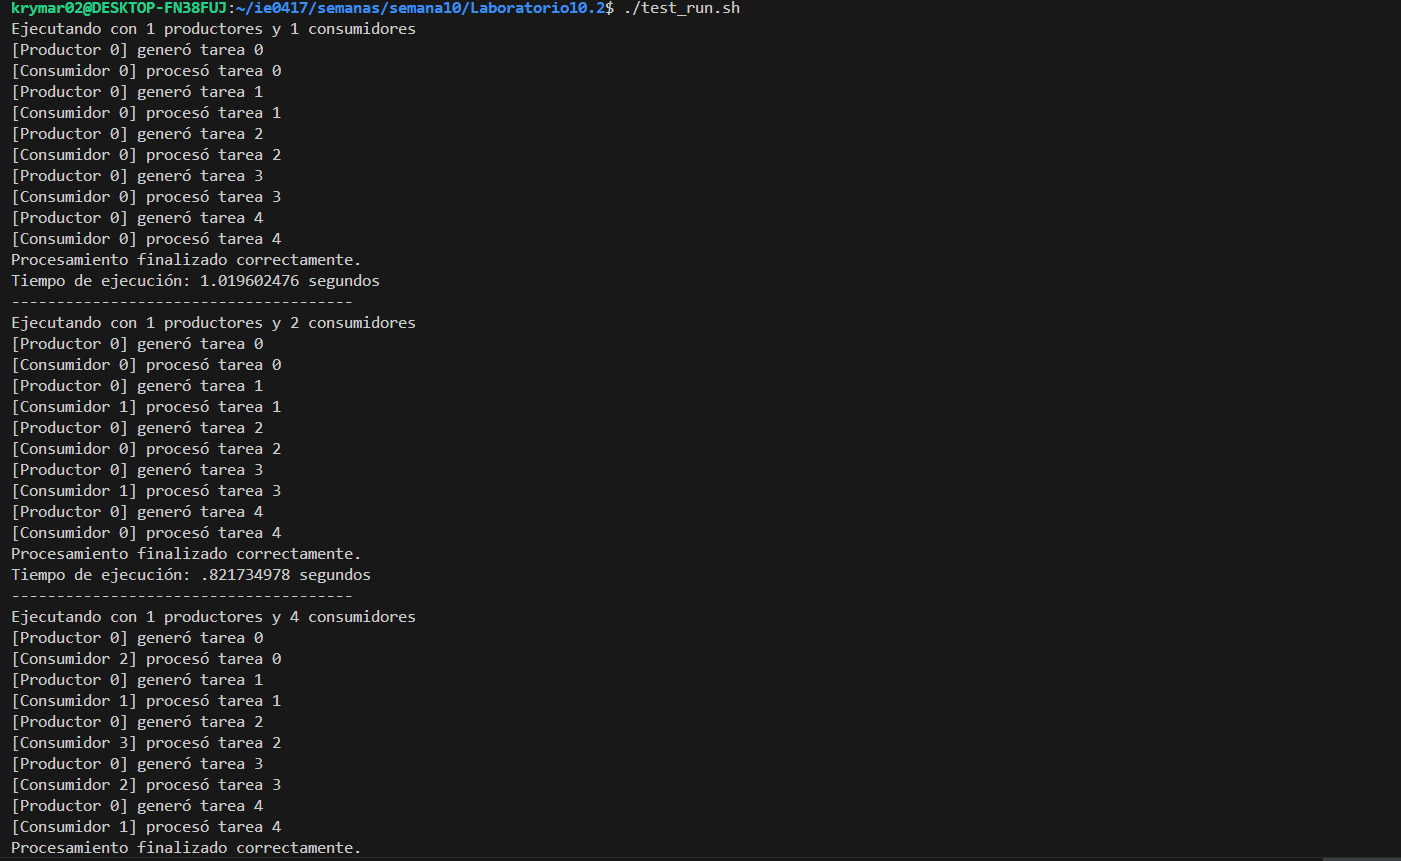 krymar02@DESKTOP-FN38FUJ:~/ie0417/semanas/semana10/Laboratorio10.2$ ./test_run.sh
Ejecutando con 1 productores y 1 consumidores
[Productor 0] generó tarea 0
[Consumidor 0] procesó tarea 0
[Productor 0] generó tarea 1
[Consumidor 0] procesó tarea 1
[Productor 0] generó tarea 2
[Consumidor 0] procesó tarea 2
[Productor 0] generó tarea 3
[Consumidor 0] procesó tarea 3
[Productor 0] generó tarea 4
[Consumidor 0] procesó tarea 4
Procesamiento finalizado correctamente.
Tiempo de ejecución: 1.019602476 segundos
--------------------------------------
Ejecutando con 1 productores y 2 consumidores
[Productor 0] generó tarea 0
[Consumidor 0] procesó tarea 0
[Productor 0] generó tarea 1
[Consumidor 1] procesó tarea 1
[Productor 0] generó tarea 2
[Consumidor 0] procesó tarea 2
[Productor 0] generó tarea 3
[Consumidor 1] procesó tarea 3
[Productor 0] generó tarea 4
[Consumidor 0] procesó tarea 4
Procesamiento finalizado correctamente.
Tiempo de ejecución: .821734978 segundos
--------------------------------------
Ejecutando con 1 productores y 4 consumidores
[Productor 0] generó tarea 0
[Consumidor 2] procesó tarea 0
[Productor 0] generó tarea 1
[Consumidor 1] procesó tarea 1
[Productor 0] generó tarea 2
[Consumidor 3] procesó tarea 2
[Productor 0] generó tarea 3
[Consumidor 2] procesó tarea 3
[Productor 0] generó tarea 4
[Consumidor 1] procesó tarea 4
Procesamiento finalizado correctamente.